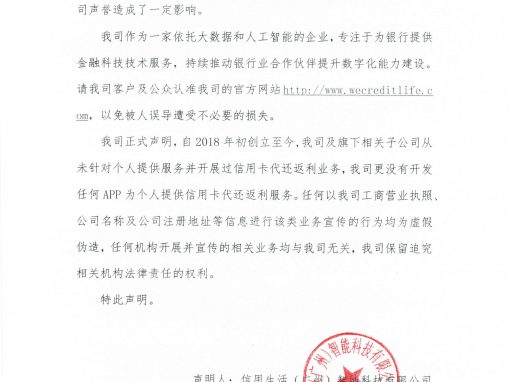 司声誉造成了一定影响。
我司作为一家依托大数据和人工智能的企业，专注于为银行提供
金融科技技术服务，持续推动银行业合作伙伴提升数字化能力建设。
请我司客户及公众认准我司的官方网站http://www.wecreditlife.c
om，以免被人误导遭受不必要的损失。
我司正式声明，自2018年初创立至今，我司及旗下相关子公司从
未针对个人提供服务并开展过信用卡代还返利业务，我司更没有开发
任何APP为个人提供信用卡代还返利服务。任何以我司工商营业执照、
公司名称及公司注册地址等信息进行该类业务宣传的行为均为虚假
伪造，任何机构开展并宣传的相关业务均与我司无关，我司保留追究
相关机构法律责任的权利。
特此声明。
（广州）智能科技有限
声明人：信用生活（广州）智能科技有限公司